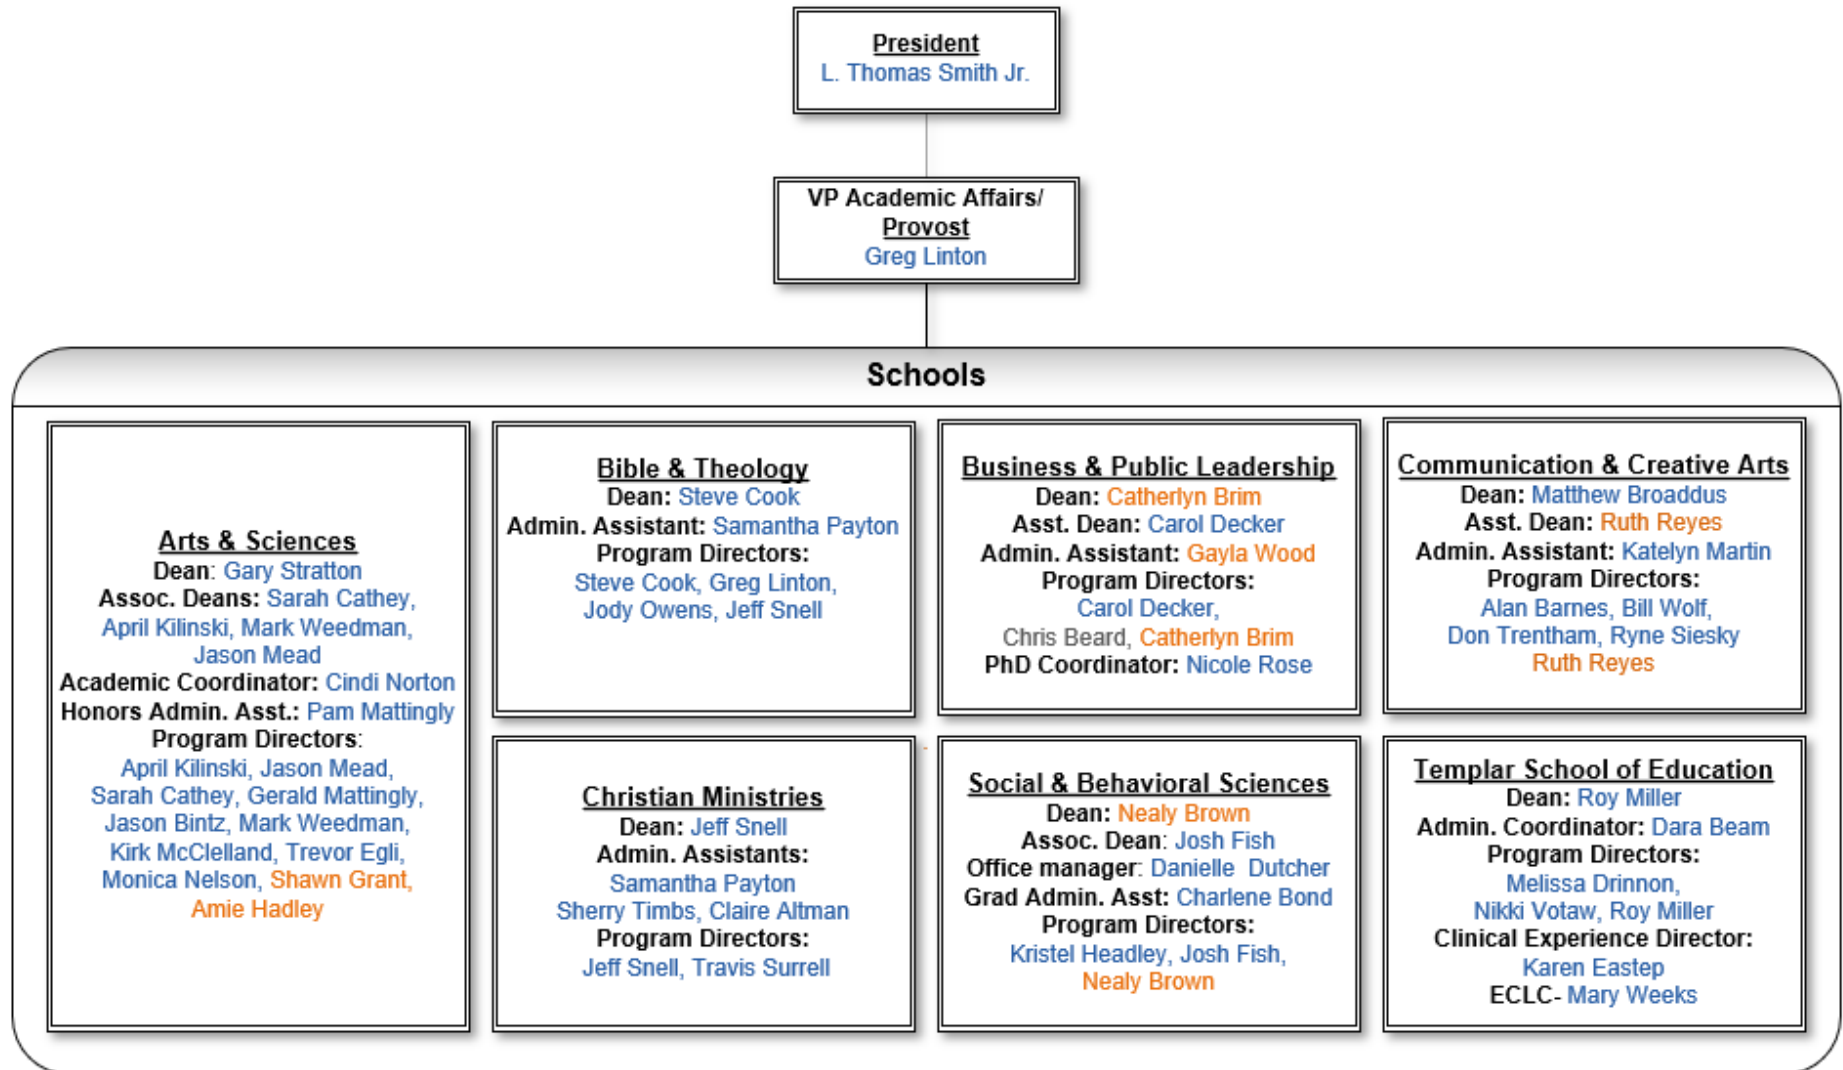 President
L. Thomas Smith Jr.
VP Academic Affairs/
Provost
Greg Linton
Schools
Arts & Sciences
Dean: Gary Stratton
Assoc. Deans: Sarah Cathey,
April Kilinski, Mark Weedman,
Jason Mead
Academic Coordinator: Cindi Norton
Honors Admin. Asst.: Pam Mattingly
Program Directors:
April Kilinski, Jason Mead,
Sarah Cathey, Gerald Mattingly,
Jason Bintz, Mark Weedman,
Kirk McClelland, Trevor Egli,
Monica Nelson, Shawn Grant,
Amie Hadley
Bible & Theology
Dean: Steve Cook
Admin. Assistant: Samantha Payton
Program Directors:
Steve Cook, Greg Linton,
Jody Owens, Jeff Snell
Business & Public Leadership
Dean: Catherlyn Brim
Asst. Dean: Carol Decker
Admin. Assistant: Gayla Wood
Program Directors:
Carol Decker,
Chris Beard, Catherlyn Brim
PhD Coordinator: Nicole Rose
Communication & Creative Arts
Dean: Matthew Broaddus
Asst. Dean: Ruth Reyes
Admin. Assistant: Katelyn Martin
Program Directors:
Alan Barnes, Bill Wolf,
Don Trentham, Ryne Siesky
Ruth Reyes
Christian Ministries
Dean: Jeff Snell
Admin. Assistants:
Samantha Payton
Sherry Timbs, Claire Altman
Program Directors:
Jeff Snell, Travis Surrell
Social & Behavioral Sciences
Dean: Nealy Brown
Assoc. Dean: Josh Fish
Office manager: Danielle Dutcher
Grad Admin. Asst: Charlene Bond
Program Directors:
Kristel Headley, Josh Fish,
Nealy Brown
Templar School of Education
Dean: Roy Miller
Admin. Coordinator: Dara Beam
Program Directors:
Melissa Drinnon,
Nikki Votaw, Roy Miller
Clinical Experience Director:
Karen Eastep
ECLC- Mary Weeks